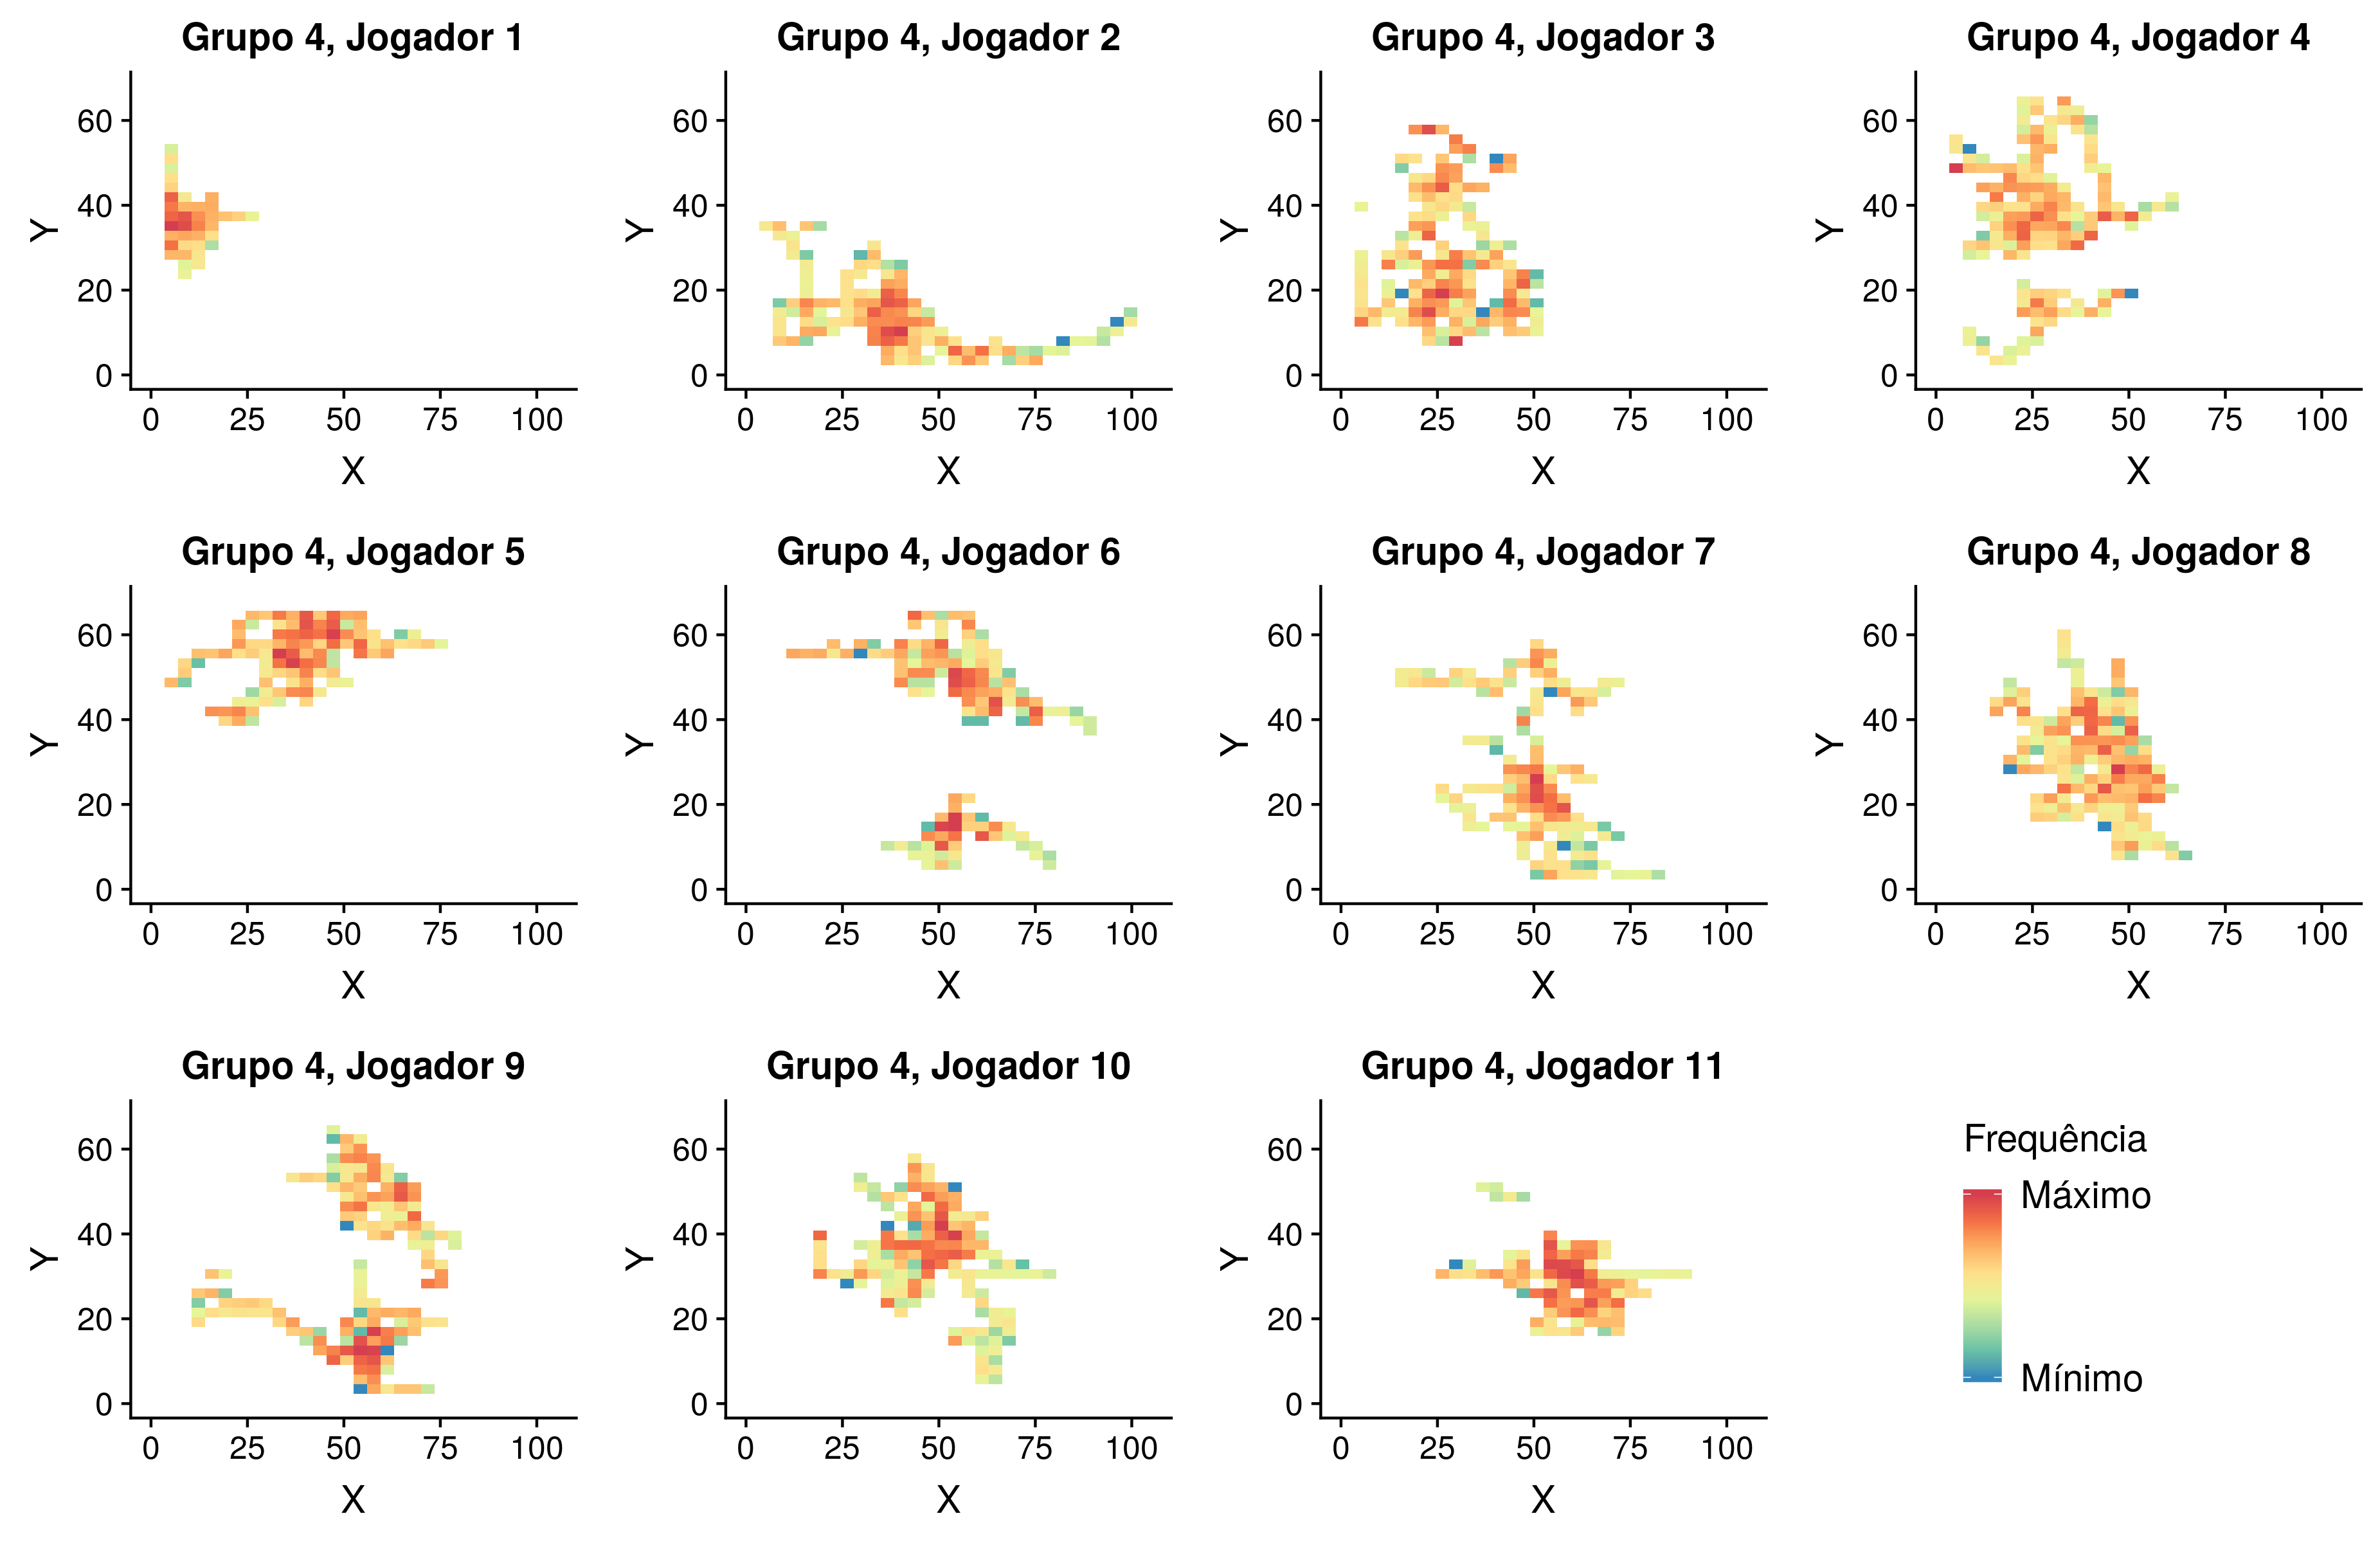 Grupo 4, Jogador 1
Grupo 4, Jogador 2
Grupo 4, Jogador 3
Grupo 4, Jogador 4
60
40
20
0
Y
0 25 50 75 100
X
60
40
20
0
Y
0 25 50 75 100
X
60
40
20
0
Y
0 25 50 75 100
X
60
40
20
0
Y
0 25 50 75 100
X
Grupo 4, Jogador 5
Grupo 4, Jogador 6
Grupo 4, Jogador 7
Grupo 4, Jogador 8
60
40
20
0
Y
0 25 50 75 100
X
60
40
20
0
Y
0 25 50 75 100
X
60
40
20
0
Y
0 25 50 75 100
X
60
40
20
0
Y
0 25 50 75 100
X
Grupo 4, Jogador 9
Grupo 4, Jogador 10
Grupo 4, Jogador 11
60
40
20
0
Y
0 25 50 75 100
X
60
40
20
0
Y
0 25 50 75 100
X
60
40
20
0
Y
0 25 50 75 100
X
Frequência
Máximo
Mínimo